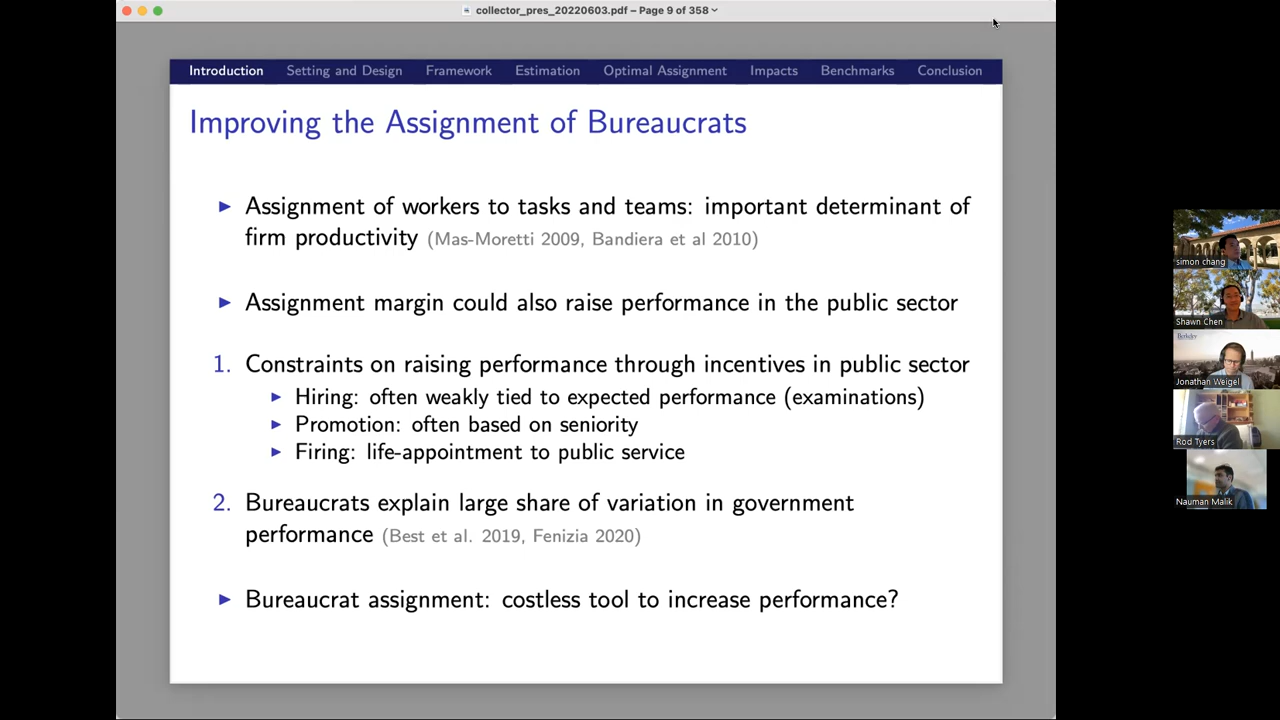 collector_pres_20220603.pdf – Page 9 of 358
Introduction Setting and Design Framework Estimation Optimal Assignment Impacts Benchmarks Conclusion
Improving the Assignment of Bureaucrats
▶ Assignment of workers to tasks and teams: important determinant of
firm productivity (Mas-Moretti 2009, Bandiera et al 2010)
▶ Assignment margin could also raise performance in the public sector
1. Constraints on raising performance through incentives in public sector
▶ Hiring: often weakly tied to expected performance (examinations)
▶ Promotion: often based on seniority
▶ Firing: life-appointment to public service
2. Bureaucrats explain large share of variation in government
performance (Best et al. 2019, Fenizia 2020)
▶ Bureaucrat assignment: costless tool to increase performance?
simon chang
Shawn Chen
Berkeley
Jonathan Weigel
Rod Tyers
Nauman Malik